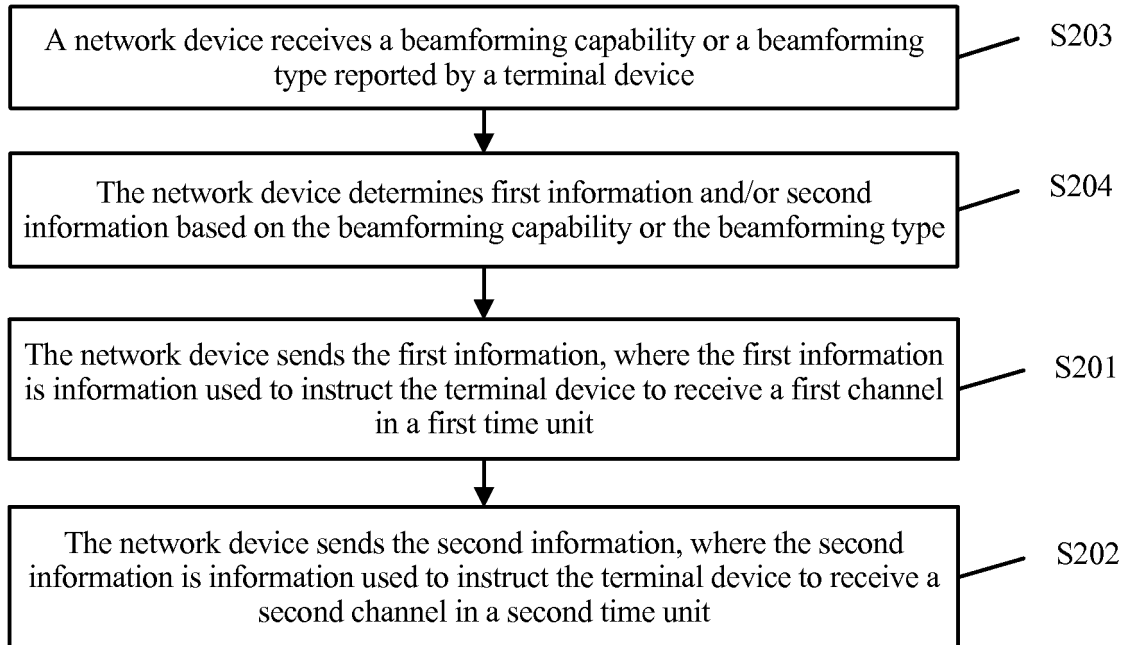 A network device receives a beamforming capability or a beamforming
type reported by a terminal device
S203
The network device determines first information and/or second
information based on the beamforming capability or the beamforming type
S204
The network device sends the first information, where the first information
is information used to instruct the terminal device to receive a first channel
in a first time unit
S201
The network device sends the second information, where the second
information is information used to instruct the terminal device to receive a
second channel in a second time unit
S202